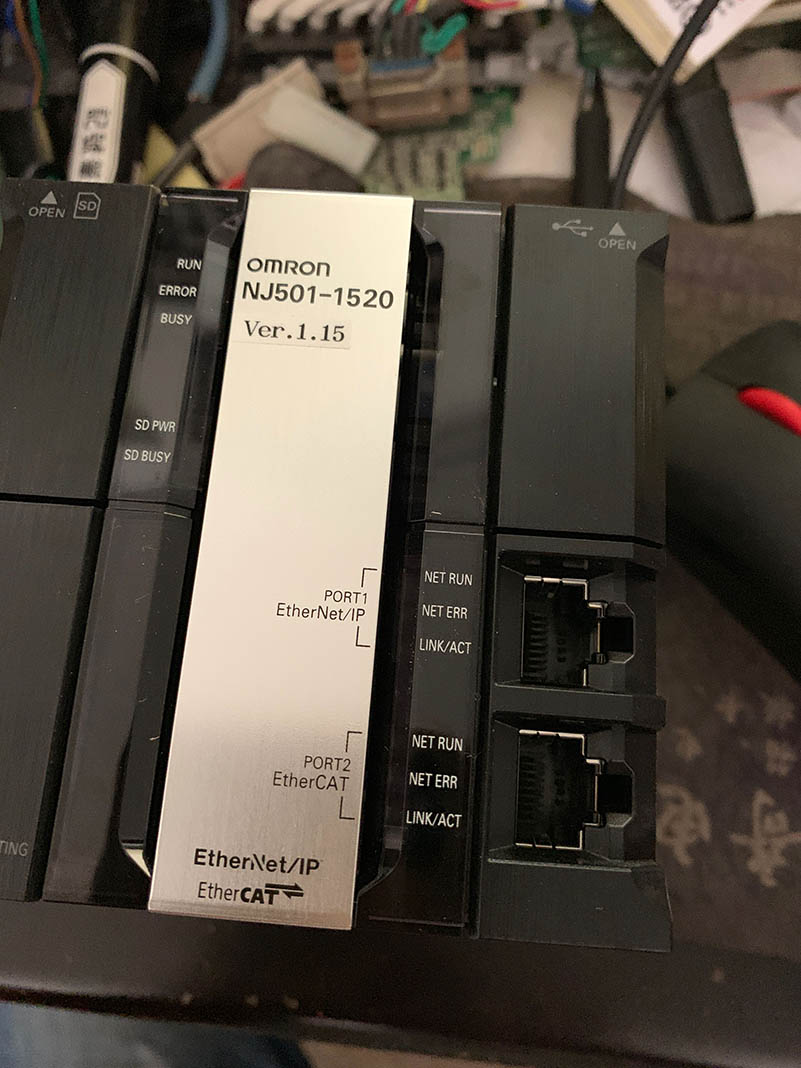 OPEN
SD
OPEN
RUN
ERROR
BUSY
SD PWR
SD BUSY
OMRON
NJ501-1520
Ver.1.15
PORT1
EtherNet/IP
NET RUN
NET ERR
LINK/ACT
PORT2
EtherCAT
NET RUN
NET ERR
LINK/ACT
EtherNet/IP
EtherCAT
TING